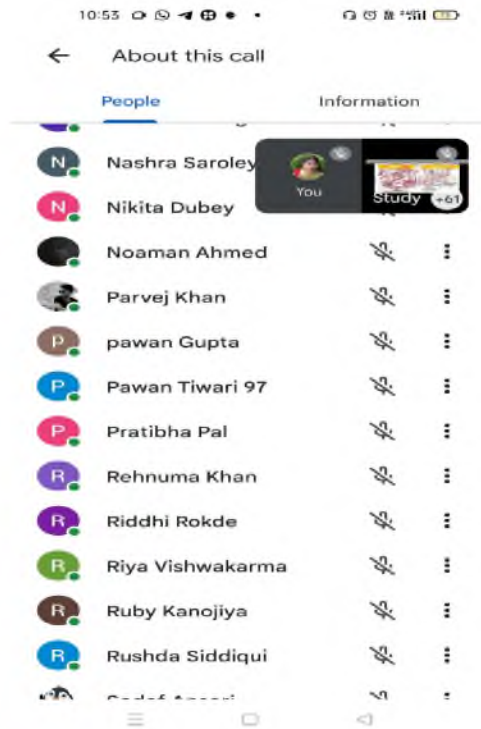 10:53
About this call
People Information
N Nashra Saroley
You Study +61
N Nikita Dubey
Noaman Ahmed
Parvej Khan
P pawan Gupta
P Pawan Tiwari 97
P Pratibha Pal
R Rehnuma Khan
R Riddhi Rokde
R Riya Vishwakarma
R Ruby Kanojiya
R Rushda Siddiqui